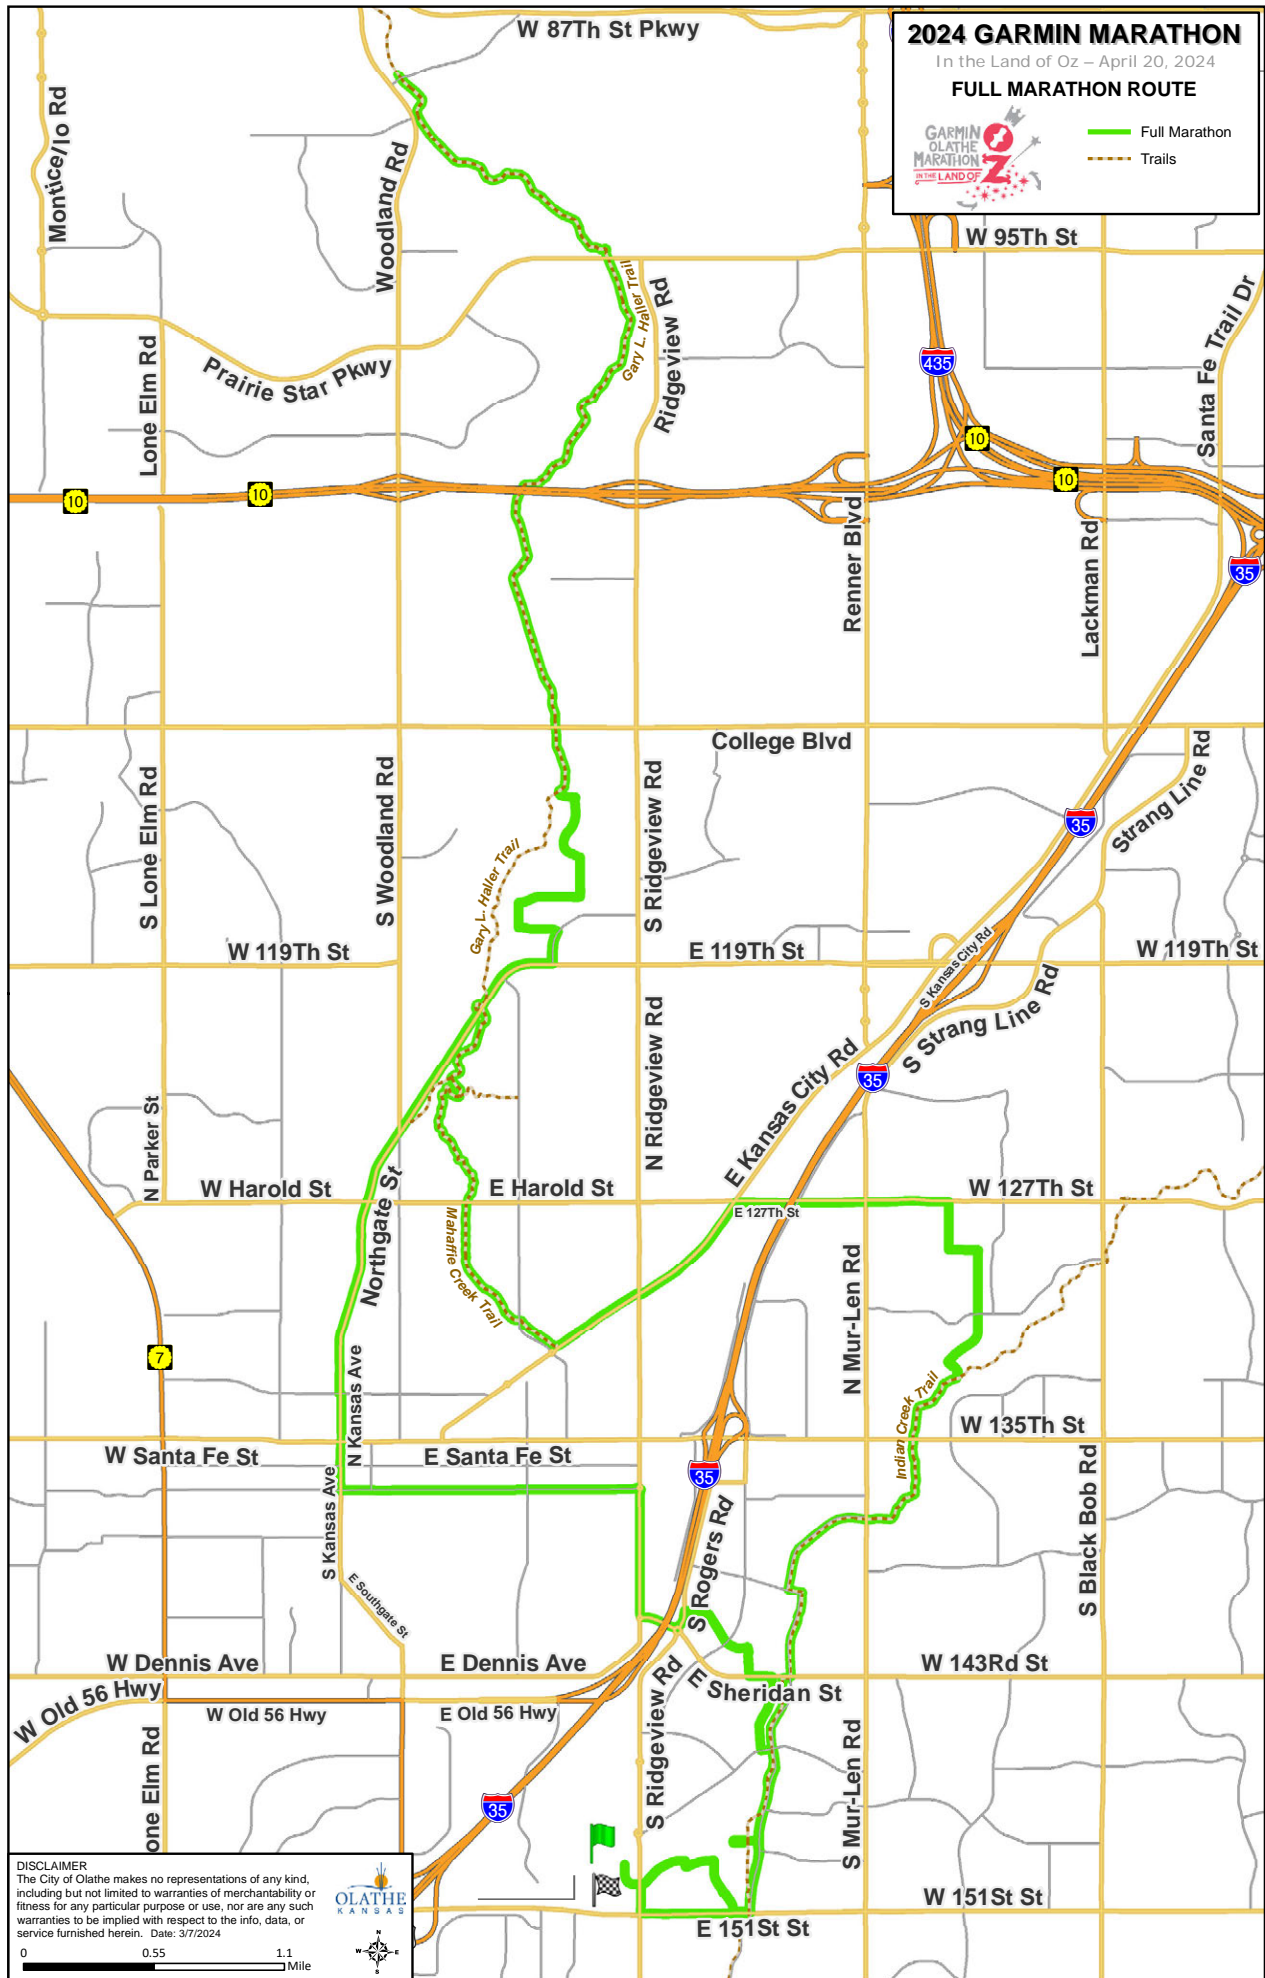 W 87Th St Pkwy
2024 GARMIN MARATHON
In the Land of Oz – April 20, 2024
FULL MARATHON ROUTE
GARMIN
OLATHE
MARATHON
IN THE LAND OF
OZ
Full Marathon
Trails
Monticello Rd
Woodland Rd
W 95Th St
Gary L. Haller Trail
Ridgeview Rd
Santa Fe Trail Dr
Prairie Star Pkwy
Lone Elm Rd
435
10
10
10
10
Renner Blvd
Lackman Rd
35
College Blvd
S Lone Elm Rd
S Woodland Rd
S Ridgeview Rd
Strang Line Rd
35
Gary L. Haller Trail
W 119Th St
E 119Th St
S Kansas City Rd
W 119Th St
S Strang Line Rd
N Ridgeview Rd
E Kansas City Rd
35
N Parker St
W Harold St
E Harold St
W 127Th St
E 127Th St
Northgate St
Mahaffie Creek Trail
N Mur-Len Rd
7
N Kansas Ave
Indian Creek Trail
W 135Th St
W Santa Fe St
E Santa Fe St
35
S Kansas Ave
S Rogers Rd
S Black Bob Rd
E Southgate St
W Dennis Ave
E Dennis Ave
W 143Rd St
E Sheridan St
W Old 56 Hwy
W Old 56 Hwy
E Old 56 Hwy
S Ridgeview Rd
S Mur-Len Rd
one Elm Rd
35
W 151St St
E 151St St
DISCLAIMER
The City of Olathe makes no representations of any kind,
including but not limited to warranties of merchantability or
fitness for any particular purpose or use, nor are any such
warranties to be implied with respect to the info, data, or
service furnished herein. Date: 3/7/2024
OLATHE
KANSAS
N
W E
S
0 0.55 1.1
Mile